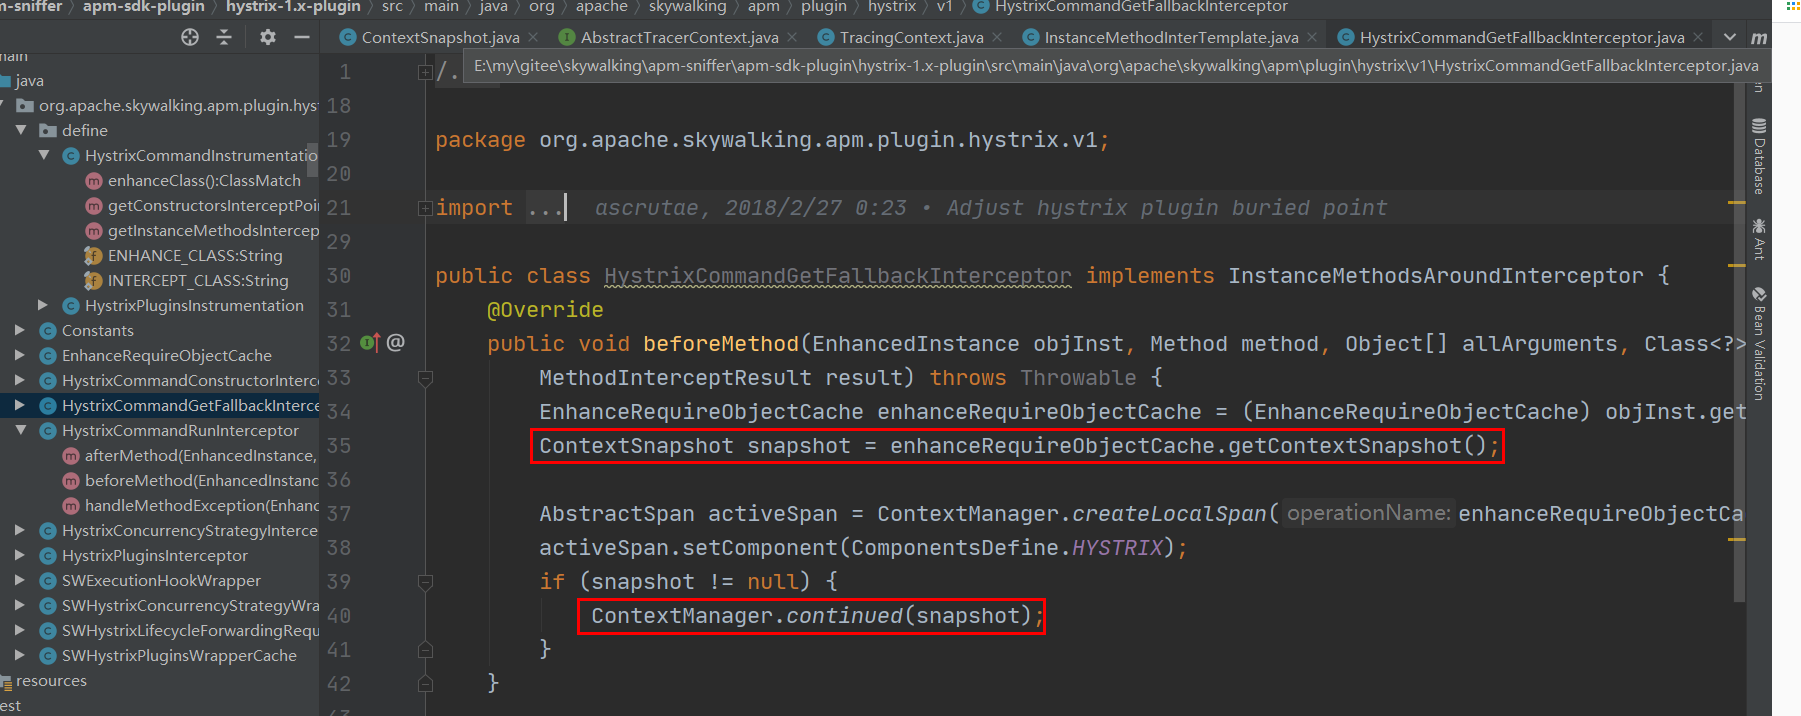 m-sniffer › apm-sdk-plugin › hystrix-1.x-plugin › src › main › java › org › apache › skywalking › apm › plugin › hystrix › v1 › HystrixCommandGetFallbackInterceptor
ContextSnapshot.java × AbstractTracerContext.java × TracingContext.java × InstanceMethodInterTemplate.java × HystrixCommandGetFallbackInterceptor.java ×
E:\my\gitee\skywalking\apm-sniffer\apm-sdk-plugin\hystrix-1.x-plugin\src\main\java\org\apache\skywalking\apm\plugin\hystrix\v1\HystrixCommandGetFallbackInterceptor.java
main
java
org.apache.skywalking.apm.plugin.hyst
define
HystrixCommandInstrumentatio
enhanceClass():ClassMatch
getConstructorsInterceptPoi
getInstanceMethodsIntercep
ENHANCE_CLASS:String
INTERCEPT_CLASS:String
HystrixPluginsInstrumentation
Constants
EnhanceRequireObjectCache
HystrixCommandConstructorInterc
HystrixCommandGetFallbackInterce
HystrixCommandRunInterceptor
afterMethod(EnhancedInstance,
beforeMethod(EnhancedInstanc
handleMethodException(Enhanc
HystrixConcurrencyStrategyInterce
HystrixPluginsInterceptor
SWExecutionHookWrapper
SWHystrixConcurrencyStrategyWra
SWHystrixLifecycleForwardingRequ
SWHystrixPluginsWrapperCache
resources
est
1 /.
18
19 package org.apache.skywalking.apm.plugin.hystrix.v1;
20
21 import ... ascrutae, 2018/2/27 0:23 • Adjust hystrix plugin buried point
29
30 public class HystrixCommandGetFallbackInterceptor implements InstanceMethodsAroundInterceptor {
31 @Override
32 public void beforeMethod(EnhancedInstance objInst, Method method, Object[] allArguments, Class<?>
33 MethodInterceptResult result) throws Throwable {
34 EnhanceRequireObjectCache enhanceRequireObjectCache = (EnhanceRequireObjectCache) objInst.get
35 ContextSnapshot snapshot = enhanceRequireObjectCache.getContextSnapshot();
36
37 AbstractSpan activeSpan = ContextManager.createLocalSpan( operationName: enhanceRequireObjectCa
38 activeSpan.setComponent(ComponentsDefine.HYSTRIX);
39 if (snapshot != null) {
40 ContextManager.continued(snapshot);
41 }
42 }
m
n
Database
Ant
Bean Validation